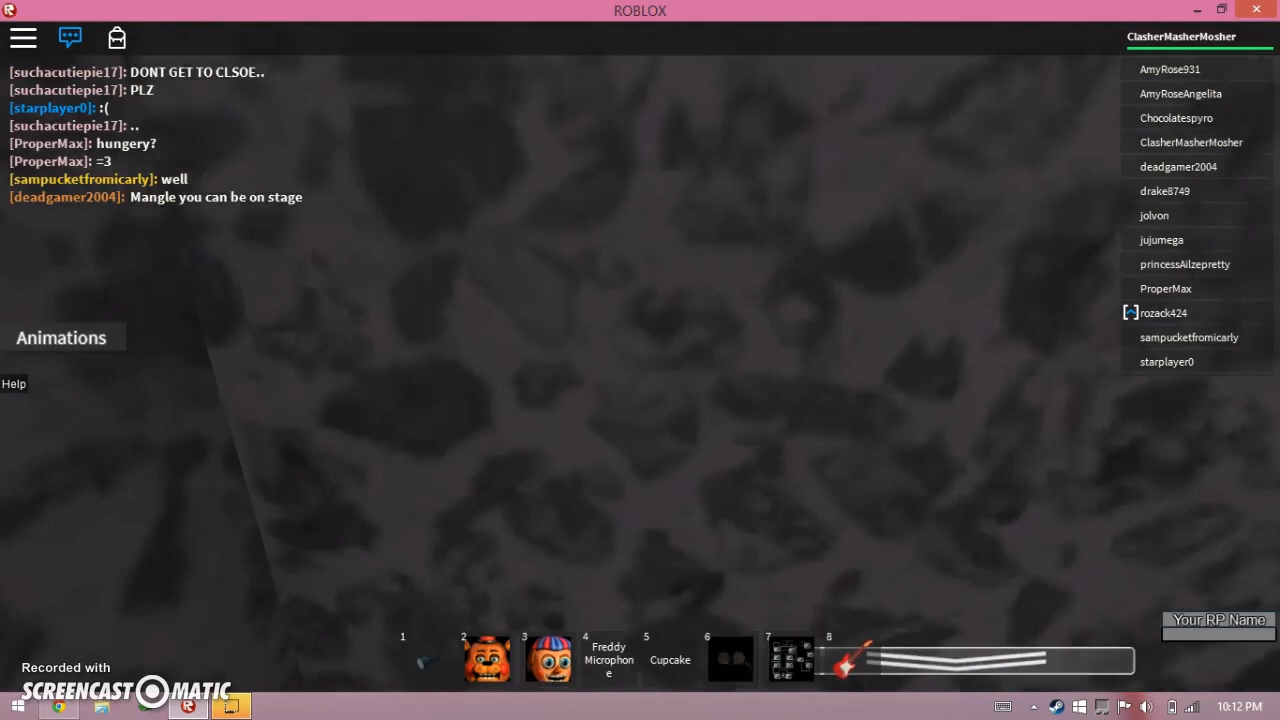 ROBLOX
ClasherMasherMosher
[suchacutiepie17]: DONT GET TO CLSOE..
[suchacutiepie17]: PLZ
[starplayer0]: :(
[suchacutiepie17]: ..
[ProperMax]: hungery?
[ProperMax]: =3
[sampucketfromicarly]: well
[deadgamer2004]: Mangle you can be on stage
AmyRose931
AmyRoseAngelita
Chocolatespyro
ClasherMasherMosher
deadgamer2004
drake8749
jolvon
jujumega
princessAilzepretty
ProperMax
rozack424
sampucketfromicarly
starplayer0
Animations
Help
Your RP Name
1
2
3
4
Freddy
Microphon
e
5
Cupcake
6
7
8
Recorded with
SCREENCAST MATIC
10:12 PM